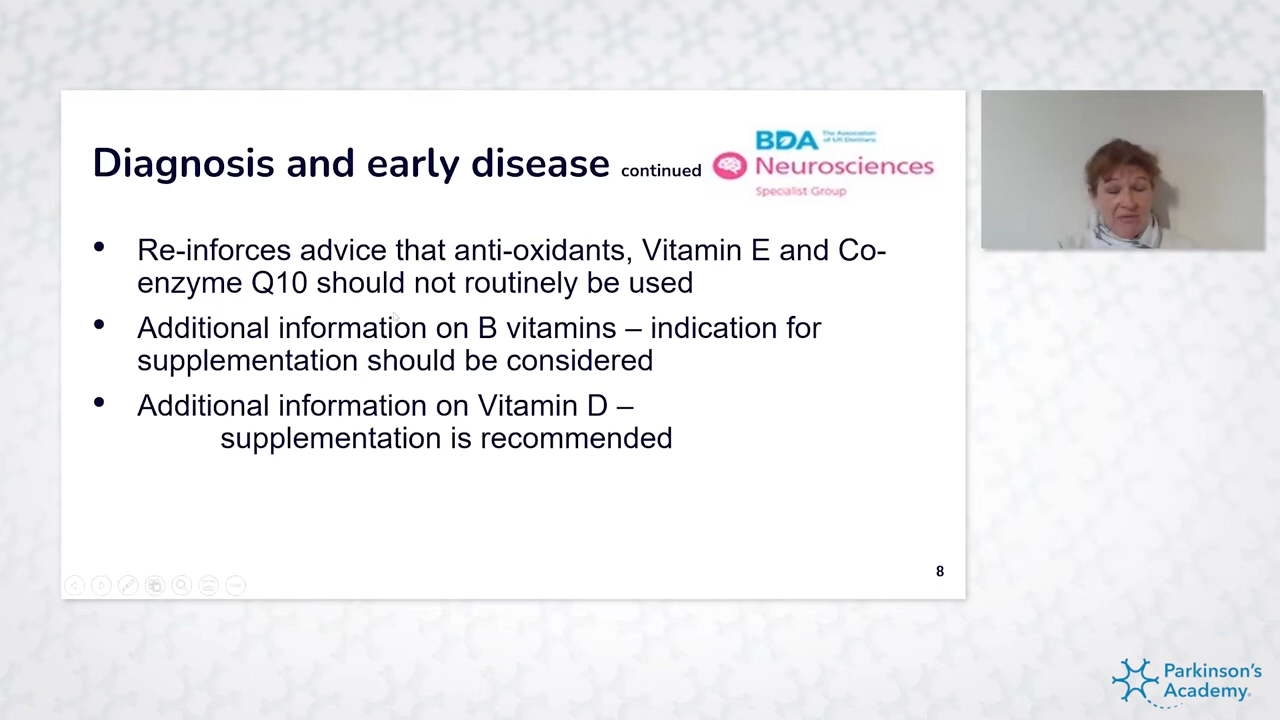 Diagnosis and early disease continued
BDA The Association of UK Dietitians
Neurosciences
Specialist Group
• Re-inforces advice that anti-oxidants, Vitamin E and Co-
enzyme Q10 should not routinely be used
• Additional information on B vitamins – indication for
supplementation should be considered
• Additional information on Vitamin D –
supplementation is recommended
8
Parkinson's
Academy